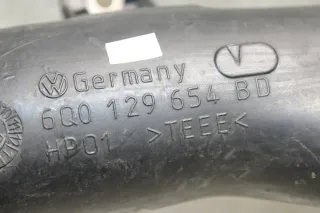 Germany V
6Q0 129 654 BD
HP01 >TEEE<